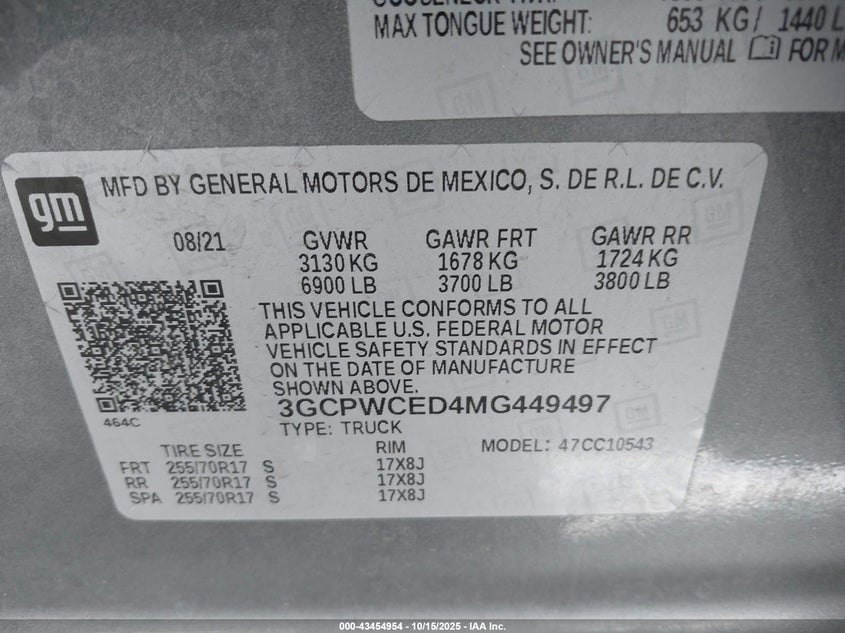 MAX TONGUE WEIGHT: 653 KG / 1440 L
SEE OWNER'S MANUAL FOR M
gm
MFD BY GENERAL MOTORS DE MEXICO, S. DE R.L. DE C.V.
08/21 GVWR GAWR FRT GAWR RR
3130 KG 1678 KG 1724 KG
6900 LB 3700 LB 3800 LB
THIS VEHICLE CONFORMS TO ALL
APPLICABLE U.S. FEDERAL MOTOR
VEHICLE SAFETY STANDARDS IN EFFECT
ON THE DATE OF MANUFACTURE
SHOWN ABOVE.
464C
3GCPWCED4MG449497
TYPE: TRUCK
TIRE SIZE RIM MODEL: 47CC10543
FRT 255/70R17 S 17X8J
RR 255/70R17 S 17X8J
SPA 255/70R17 S 17X8J
000-43454954 - 10/15/2025 - IAA Inc.